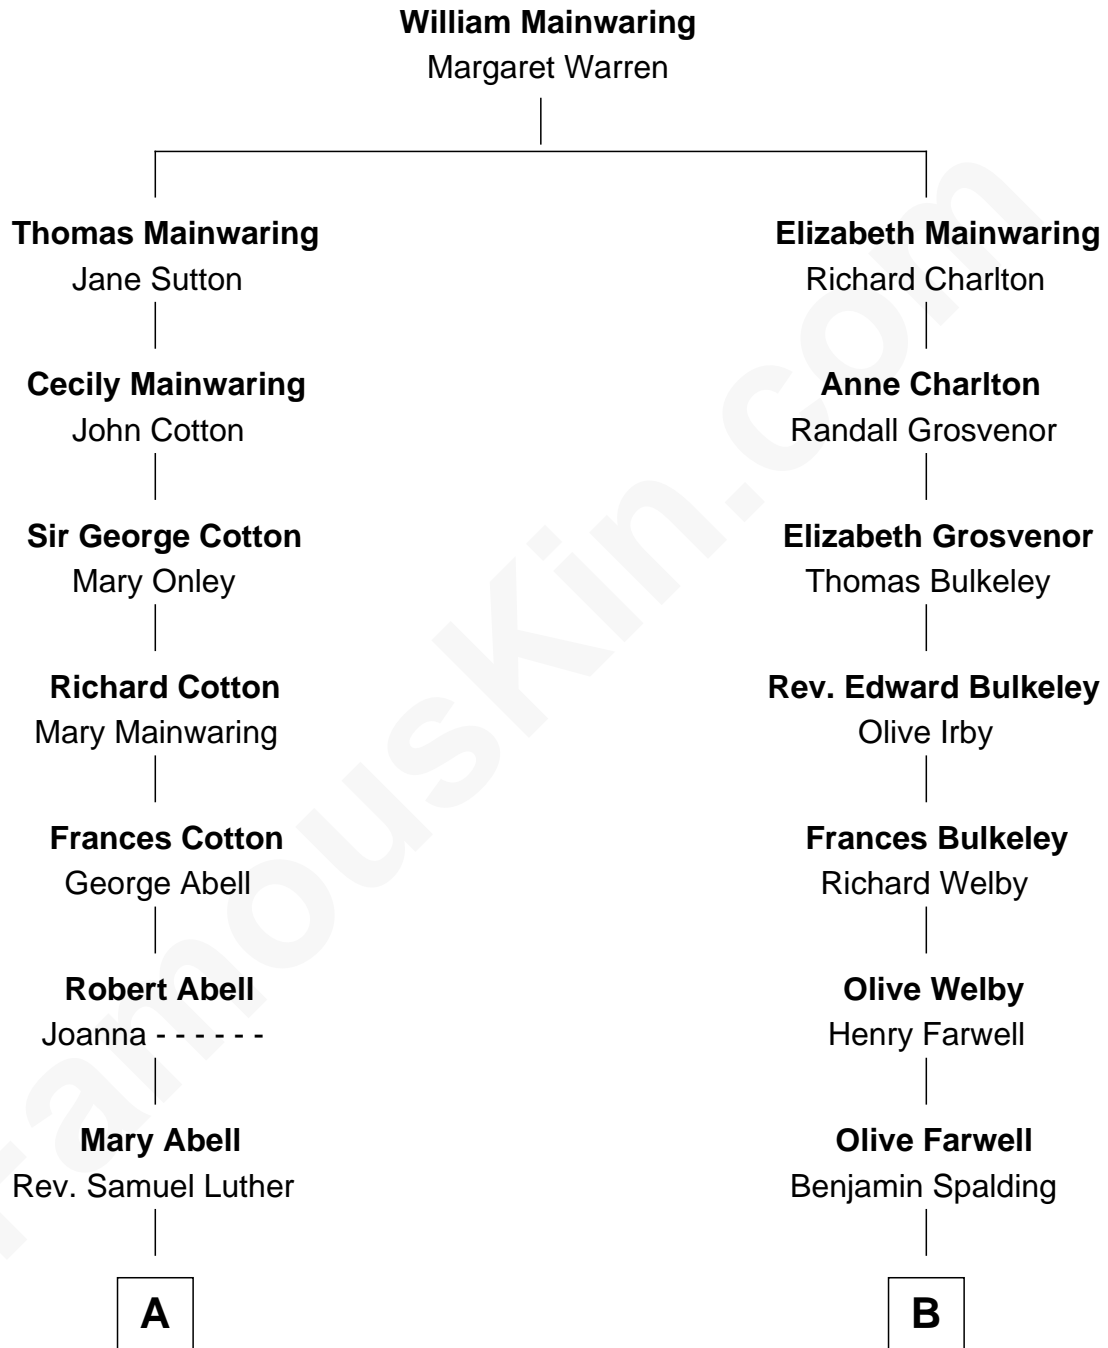 William Mainwaring
Margaret Warren
Thomas Mainwaring
Jane Sutton
Elizabeth Mainwaring
Richard Charlton
Cecily Mainwaring
John Cotton
Anne Charlton
Randall Grosvenor
Sir George Cotton
Mary Onley
Elizabeth Grosvenor
Thomas Bulkeley
Richard Cotton
Mary Mainwaring
Rev. Edward Bulkeley
Olive Irby
Frances Cotton
George Abell
Frances Bulkeley
Richard Welby
Robert Abell
Joanna - - - - - -
Olive Welby
Henry Farwell
Mary Abell
Rev. Samuel Luther
Olive Farwell
Benjamin Spalding
A
B
FamousKin.com